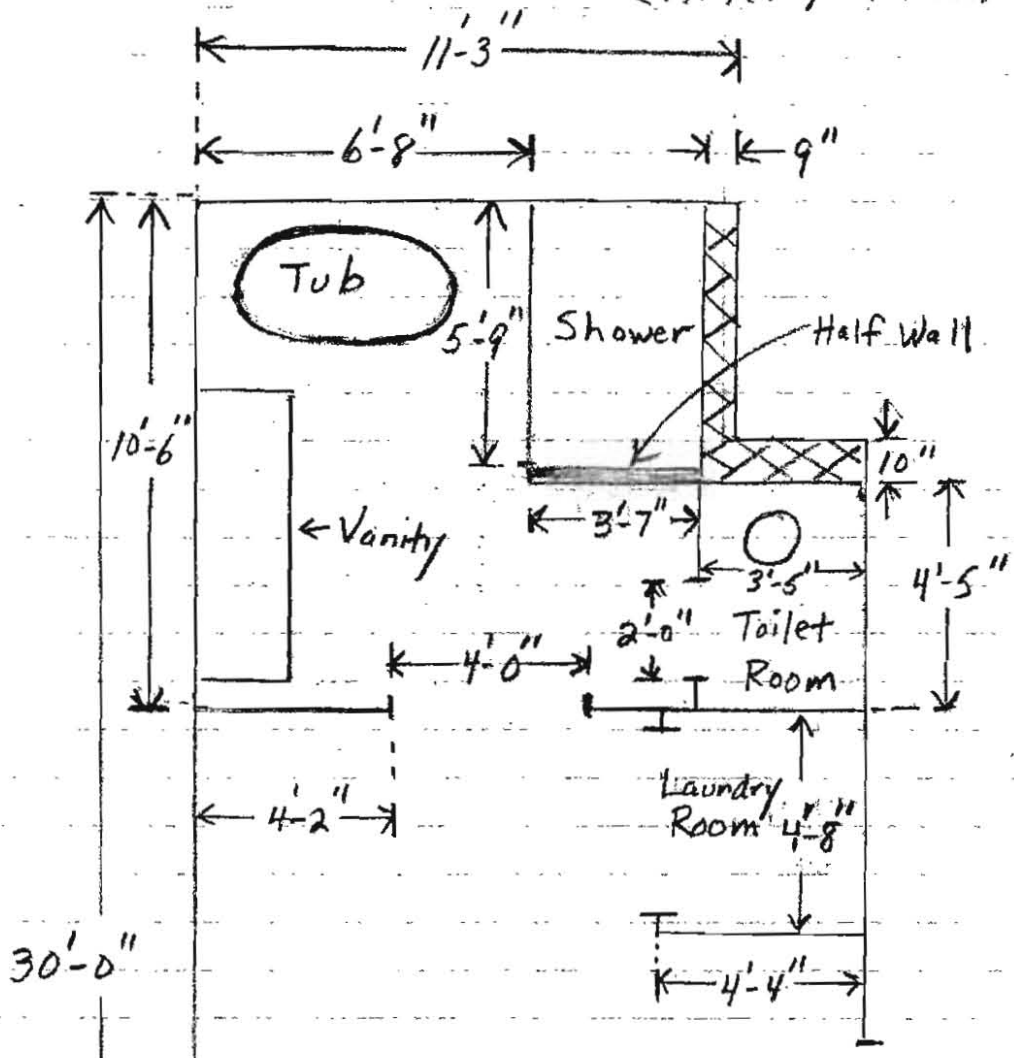 11'-3"
6'-8"
9"
Tub
5'-9"
Shower
Half Wall
10'-6"
10"
Vanity
3'-7"
3'-5"
4'-5"
2'-0"
Toilet
Room
4'-0"
4'-2"
Laundry
Room
4'-8"
30'-0"
4'-4"